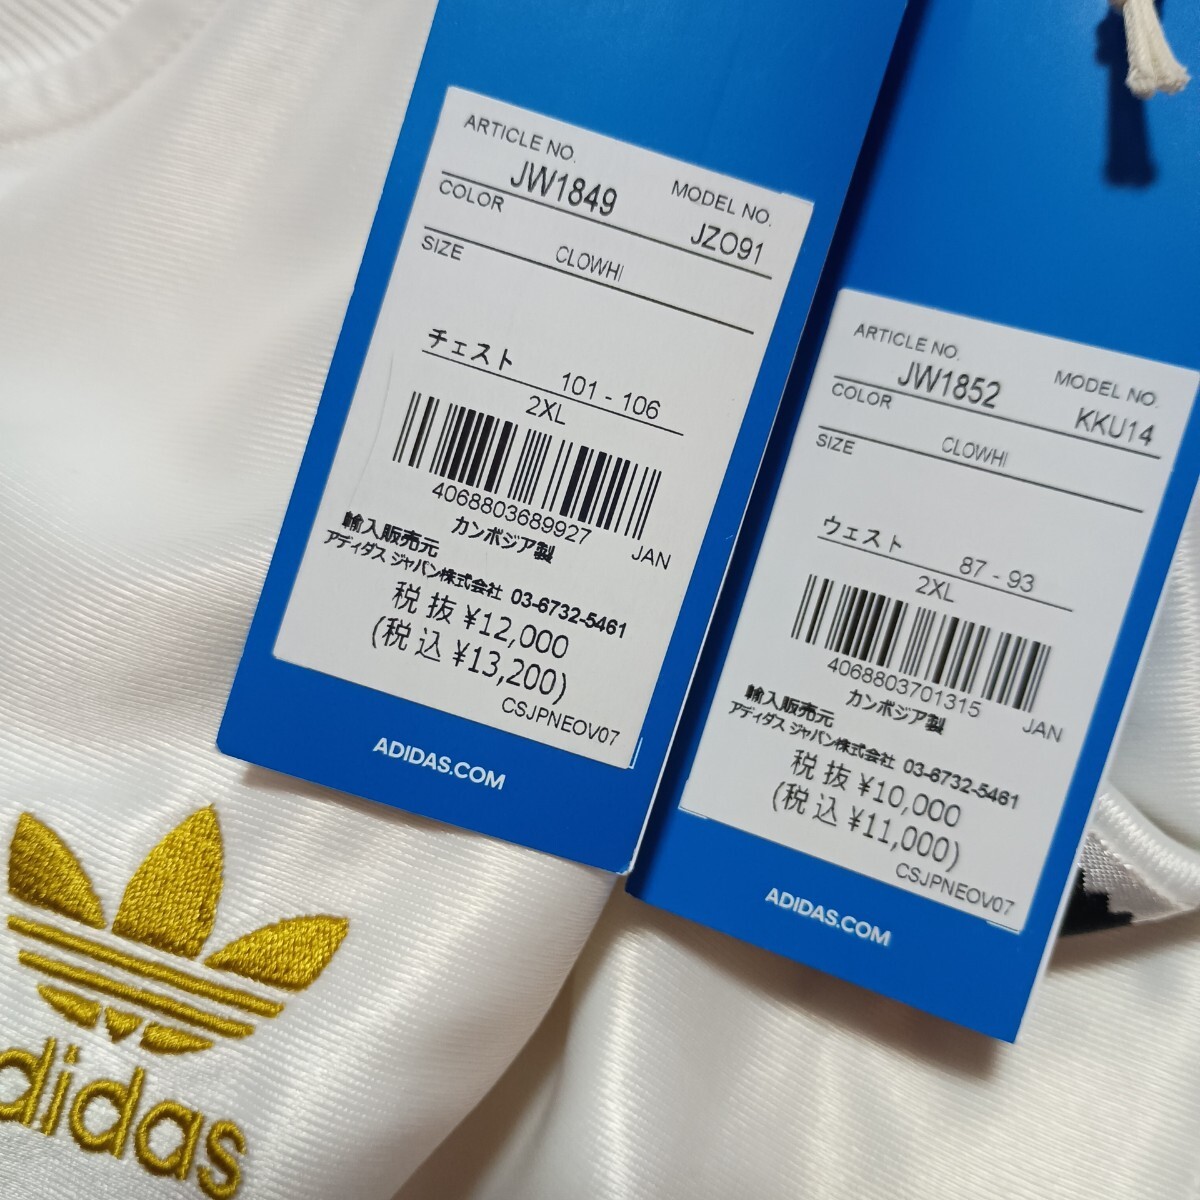 ARTICLE NO.
JW1849
MODEL NO.
JZO91
COLOR
CLOWHI
SIZE
チェスト 101 - 106
2XL
4068803689927
JAN
カンボジア製
輸入販売元
アディダス ジャパン株式会社 03-6732-5461
税 抜 ¥12,000
(税 込 ¥13,200)
CSJPNEOV07
ADIDAS.COM
ARTICLE NO.
JW1852
MODEL NO.
KKU14
COLOR
CLOWHI
SIZE
ウェスト 87 - 93
2XL
4068803701315
JAN
カンボジア製
輸入販売元
アディダス ジャパン株式会社 03-6732-5461
税 抜 ¥10,000
(税 込 ¥11,000)
CSJPNEOV07
ADIDAS.COM
adidas